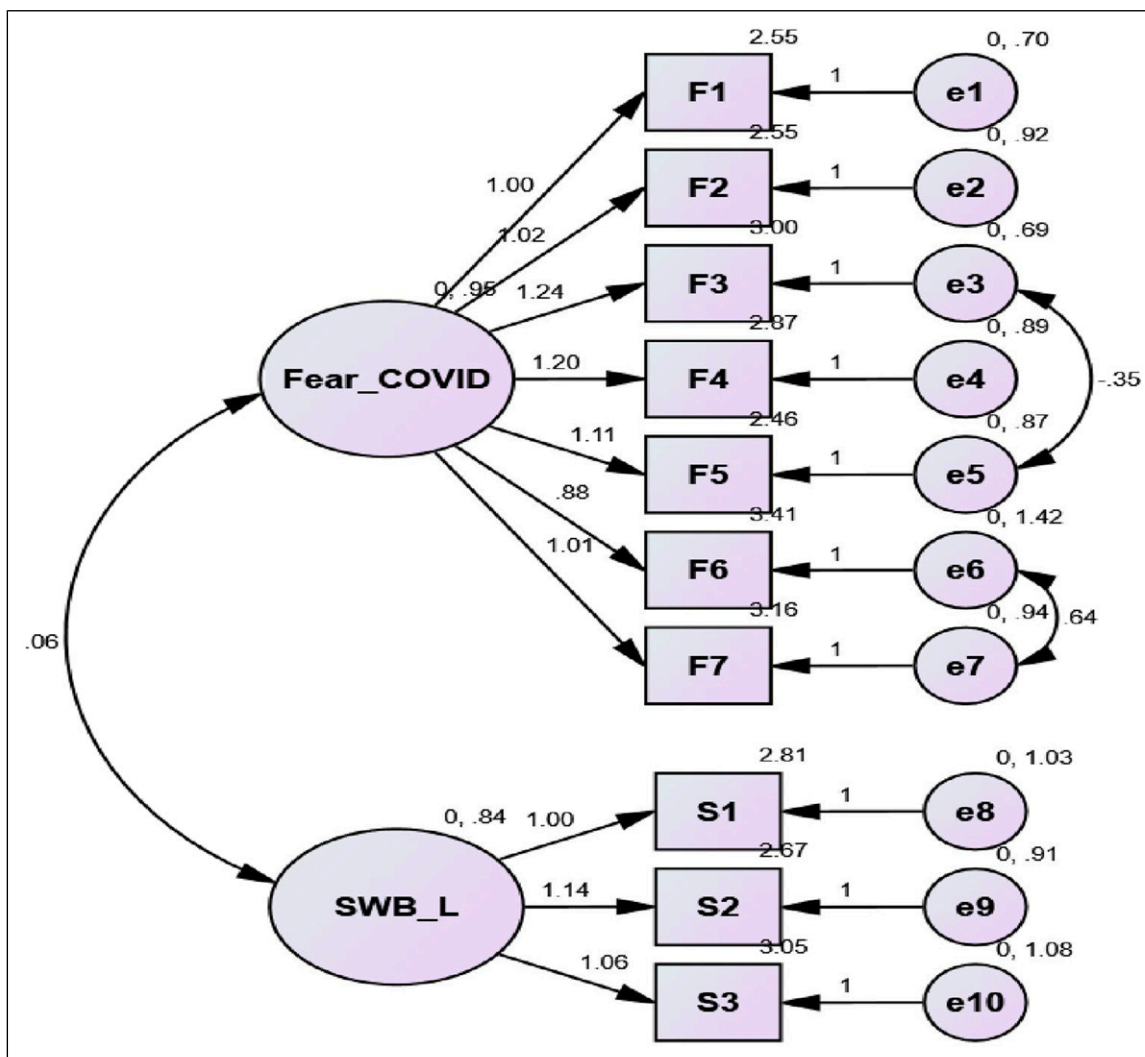 2.55 0, .70
F1 1 e1
2.55 0, .92
1.00 F2 1 e2
3.00 0, .69
1.02
0, .95 1.24 F3 1 e3
2.87 0, .89
Fear_COVID 1.20 F4 1 e4 -.35
2.46 0, .87
1.11 F5 1 e5
.88 3.41 0, 1.42
1.01 F6 1 e6
3.16 0, .94 .64
.06 F7 1 e7
2.81 0, 1.03
0, .84 1.00 S1 1 e8
2.67 0, .91
SWB_L 1.14 S2 1 e9
3.05 0, 1.08
1.06 S3 1 e10